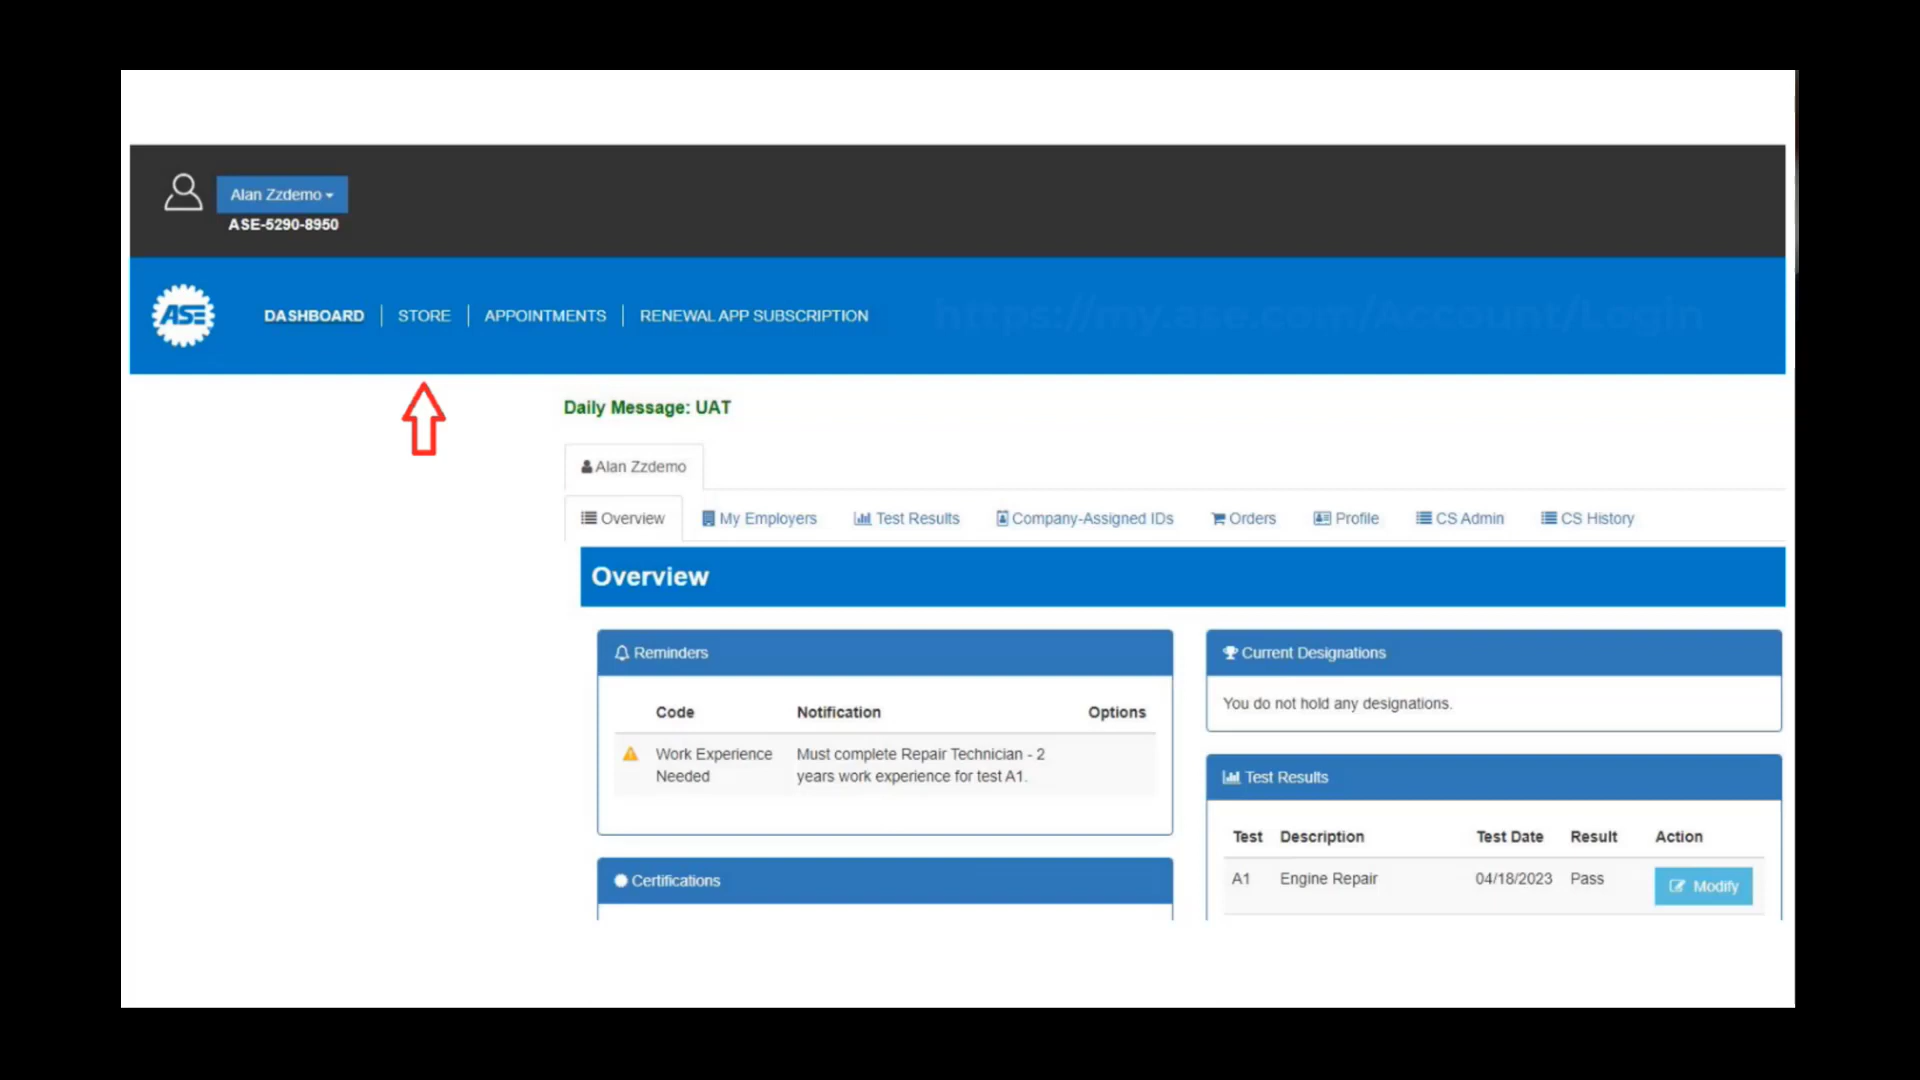 Alan Zzdemo
ASE-5290-8950
ASE
DASHBOARD
STORE
APPOINTMENTS
RENEWAL APP SUBSCRIPTION
https://my.ase.com/Account/Login
Daily Message: UAT
Alan Zzdemo
Overview
My Employers
Test Results
Company-Assigned IDs
Orders
Profile
CS Admin
CS History
Overview
Reminders
Code
Notification
Options
Work Experience
Needed
Must complete Repair Technician - 2
years work experience for test A1.
Certifications
Current Designations
You do not hold any designations.
Test Results
Test
Description
Test Date
Result
Action
A1
Engine Repair
04/18/2023
Pass
Modify